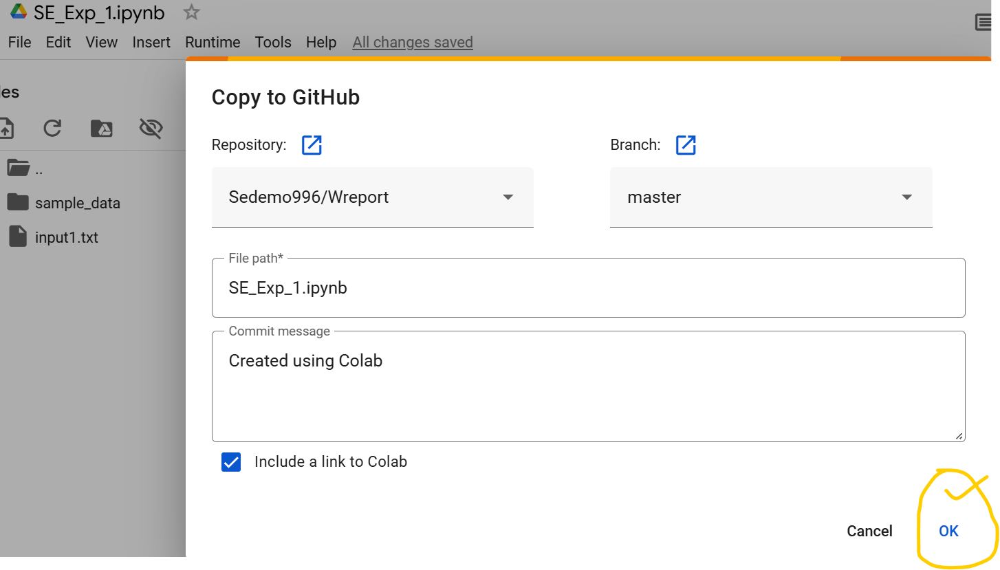 SE_Exp_1.ipynb
File Edit View Insert Runtime Tools Help All changes saved
les
Copy to GitHub
Repository: Branch:
..
Sedemo996/Wreport master
sample_data
input1.txt
File path*
SE_Exp_1.ipynb
Commit message
Created using Colab
Include a link to Colab
Cancel OK